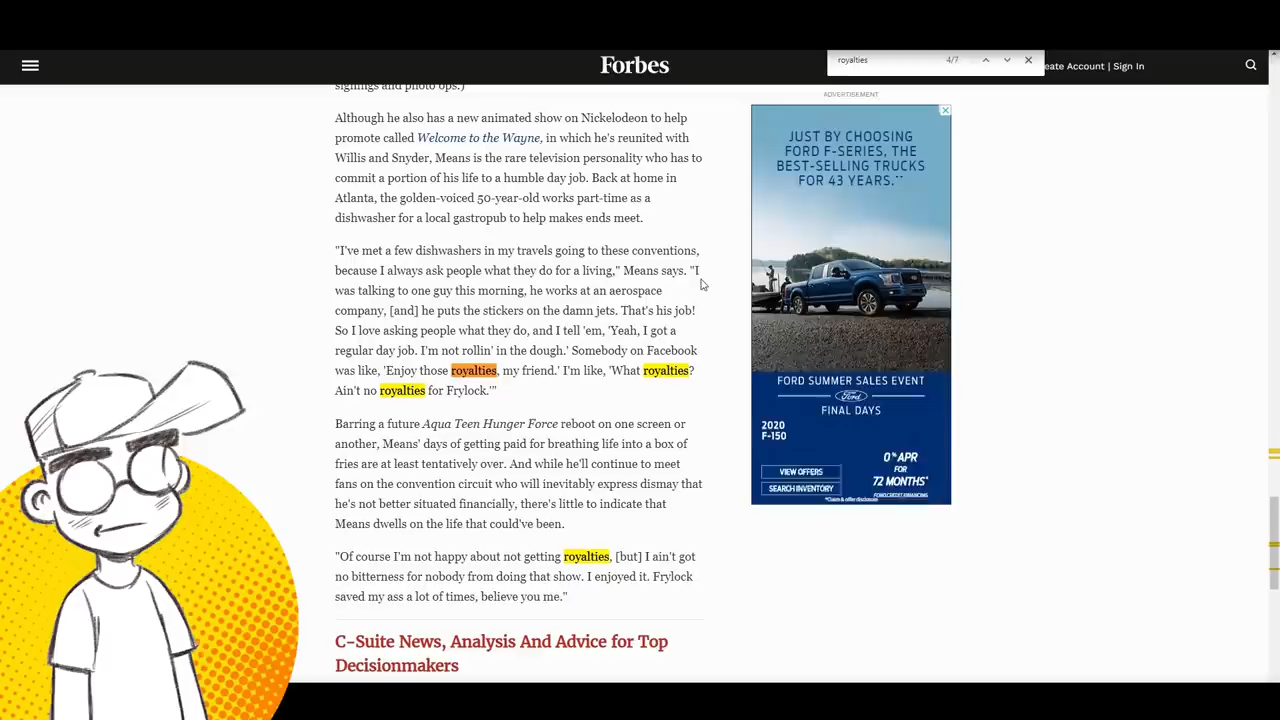 Forbes
royalties
4/7
eate Account | Sign In
signings and photo ops.)
Although he also has a new animated show on Nickelodeon to help
promote called Welcome to the Wayne, in which he's reunited with
Willis and Snyder, Means is the rare television personality who has to
commit a portion of his life to a humble day job. Back at home in
Atlanta, the golden-voiced 50-year-old works part-time as a
dishwasher for a local gastropub to help makes ends meet.
"I've met a few dishwashers in my travels going to these conventions,
because I always ask people what they do for a living," Means says. "I
was talking to one guy this morning, he works at an aerospace
company, [and] he puts the stickers on the damn jets. That's his job!
So I love asking people what they do, and I tell 'em, 'Yeah, I got a
regular day job. I'm not rollin' in the dough.' Somebody on Facebook
was like, 'Enjoy those royalties, my friend.' I'm like, 'What royalties?
Ain't no royalties for Frylock.'"
Barring a future Aqua Teen Hunger Force reboot on one screen or
another, Means' days of getting paid for breathing life into a box of
fries are at least tentatively over. And while he'll continue to meet
fans on the convention circuit who will inevitably express dismay that
he's not better situated financially, there's little to indicate that
Means dwells on the life that could've been.
"Of course I'm not happy about not getting royalties, [but] I ain't got
no bitterness for nobody from doing that show. I enjoyed it. Frylock
saved my ass a lot of times, believe you me."
C-Suite News, Analysis And Advice for Top
Decisionmakers
ADVERTISEMENT
JUST BY CHOOSING
FORD F-SERIES, THE
BEST-SELLING TRUCKS
FOR 43 YEARS.**
FORD SUMMER SALES EVENT
Ford
FINAL DAYS
2020
F-150
0% APR
FOR
72 MONTHS*
FORD CREDIT FINANCING
VIEW OFFERS
SEARCH INVENTORY
*Claim & offer disclosure